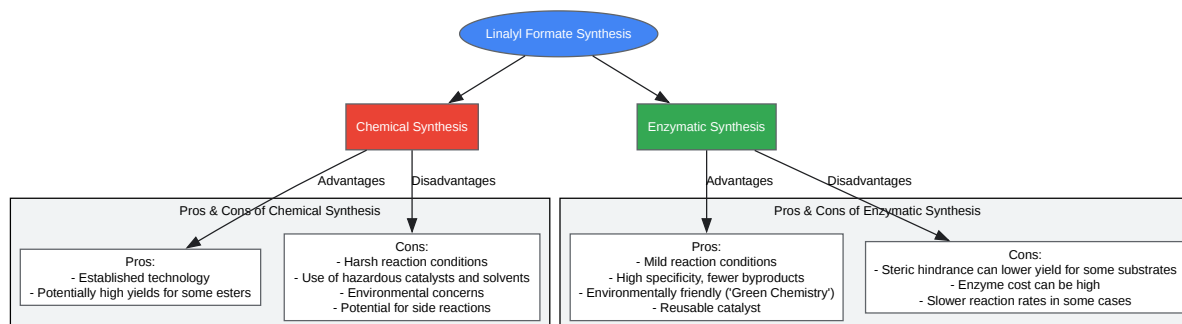 Linalyl Formate Synthesis
Chemical Synthesis
Enzymatic Synthesis
Advantages
Disadvantages
Advantages
Disadvantages
Pros & Cons of Chemical Synthesis
Pros:
- Established technology
- Potentially high yields for some esters
Cons:
- Harsh reaction conditions
- Use of hazardous catalysts and solvents
- Environmental concerns
- Potential for side reactions
Pros & Cons of Enzymatic Synthesis
Pros:
- Mild reaction conditions
- High specificity, fewer byproducts
- Environmentally friendly ('Green Chemistry')
- Reusable catalyst
Cons:
- Steric hindrance can lower yield for some substrates
- Enzyme cost can be high
- Slower reaction rates in some cases